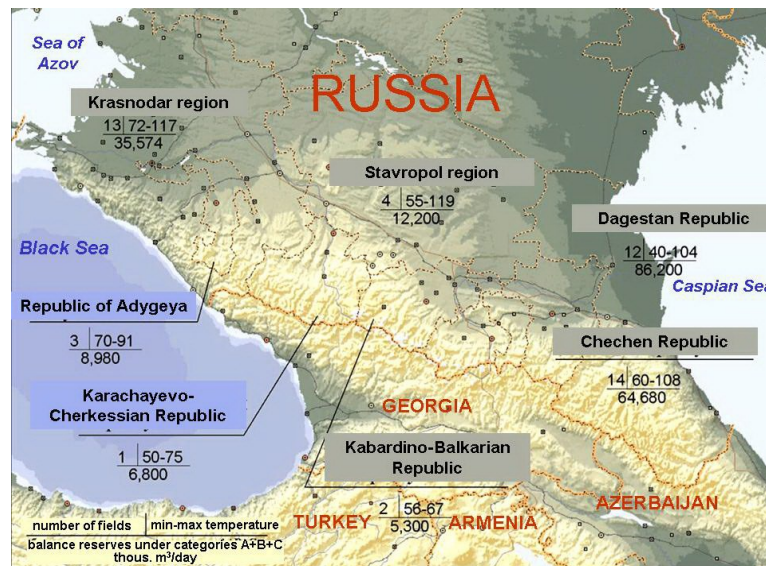 Sea of
Azov
RUSSIA
Krasnodar region
13 72-117
35,574
Stavropol region
4 55-119
12,200
Dagestan Republic
12 40-104
86,200
Black Sea
Caspian Sea
Republic of Adygeya
3 70-91
8,980
Chechen Republic
14 60-108
64,680
Karachayevo-
Cherkessian Republic
1 50-75
6,800
GEORGIA
Kabardino-Balkarian
Republic
2 56-67
5,300
TURKEY
ARMENIA
AZERBAIJAN
number of fields min-max temperature
balance reserves under categories A+B+C
thous. m³/day